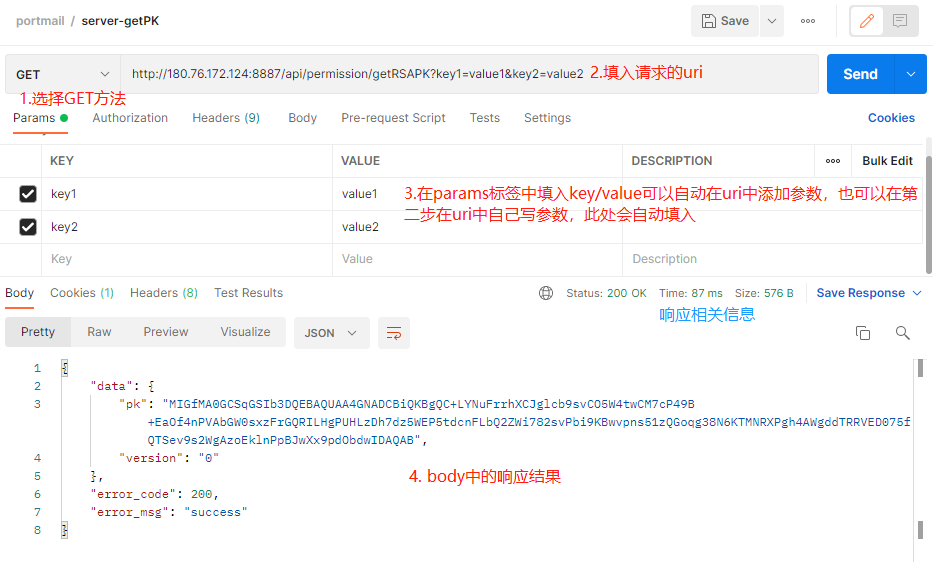 portmail / server-getPK
Save
GET
http://180.76.172.124:8887/api/permission/getRSAPK?key1=value1&key2=value2
2.填入请求的uri
Send
1.选择GET方法
Params Authorization Headers (9) Body Pre-request Script Tests Settings Cookies
KEY VALUE DESCRIPTION Bulk Edit
key1 value1
3.在params标签中填入key/value可以自动在uri中添加参数，也可以在第
二步在uri中自己写参数，此处会自动填入
key2 value2
Key Value Description
Body Cookies (1) Headers (8) Test Results Status: 200 OK Time: 87 ms Size: 576 B Save Response
响应相关信息
Pretty Raw Preview Visualize JSON
1 {
2 "data": {
3 "pk": "MIGfMA0GCSqGSIb3DQEBAQUAA4GNADCBiQKBgQC+LYNuFrrhXCJglcb9svCO5W4twCM7cP49B
+EaOf4nPVAbGW0sxzFrGQRILHgPUHLzDh7dz5WEP5tdcnFLbQ2ZWi782svPbi9KBwvpns51zQGoqg38N6KTMNRXPgh4AWgddTRRVED075f
QTSev9s2WgAzoEklnPpBJwXx9pdObdwIDAQAB",
4 "version": "0"
5 },
4. body中的响应结果
6 "error_code": 200,
7 "error_msg": "success"
8 }